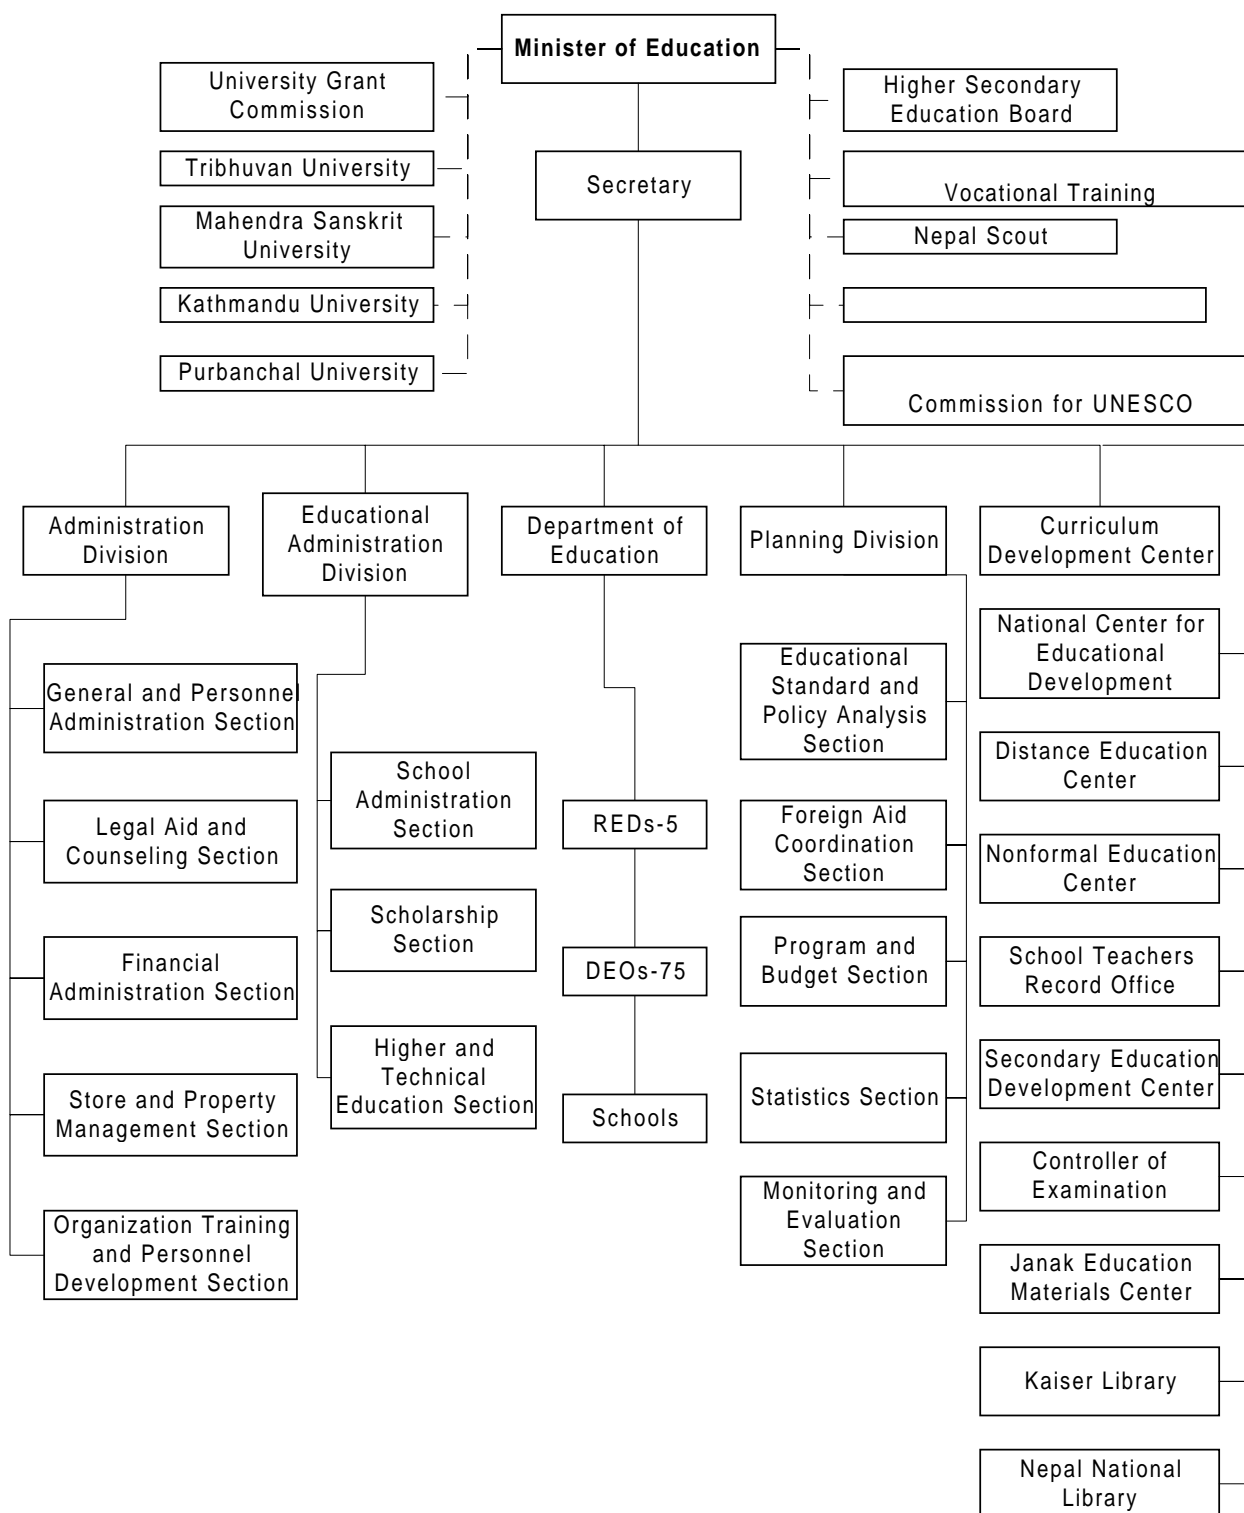 Minister of Education
University Grant
Commission
Tribhuvan University
Mahendra Sanskrit
University
Kathmandu University
Purbanchal University
Secretary
Higher Secondary
Education Board
Vocational Training
Nepal Scout
Commission for UNESCO
Administration
Division
General and Personnel
Administration Section
Legal Aid and
Counseling Section
Financial
Administration Section
Store and Property
Management Section
Organization Training
and Personnel
Development Section
Educational
Administration
Division
School
Administration
Section
Scholarship
Section
Higher and
Technical
Education Section
Department of
Education
REDs-5
DEOs-75
Schools
Planning Division
Educational
Standard and
Policy Analysis
Section
Foreign Aid
Coordination
Section
Program and
Budget Section
Statistics Section
Monitoring and
Evaluation
Section
Curriculum
Development Center
National Center for
Educational
Development
Distance Education
Center
Nonformal Education
Center
School Teachers
Record Office
Secondary Education
Development Center
Controller of
Examination
Janak Education
Materials Center
Kaiser Library
Nepal National
Library